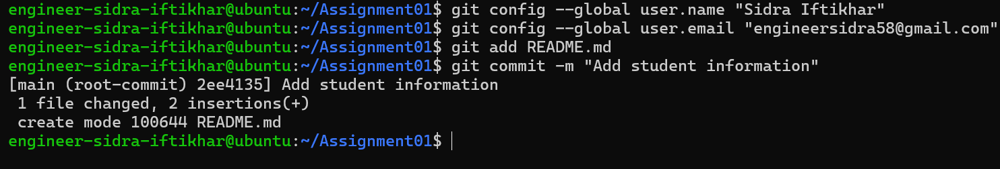 engineer-sidra-iftikhar@ubuntu:~/Assignment01$ git config --global user.name "Sidra Iftikhar"
engineer-sidra-iftikhar@ubuntu:~/Assignment01$ git config --global user.email "engineersidra58@gmail.com"
engineer-sidra-iftikhar@ubuntu:~/Assignment01$ git add README.md
engineer-sidra-iftikhar@ubuntu:~/Assignment01$ git commit -m "Add student information"
[main (root-commit) 2ee4135] Add student information
 1 file changed, 2 insertions(+)
 create mode 100644 README.md
engineer-sidra-iftikhar@ubuntu:~/Assignment01$